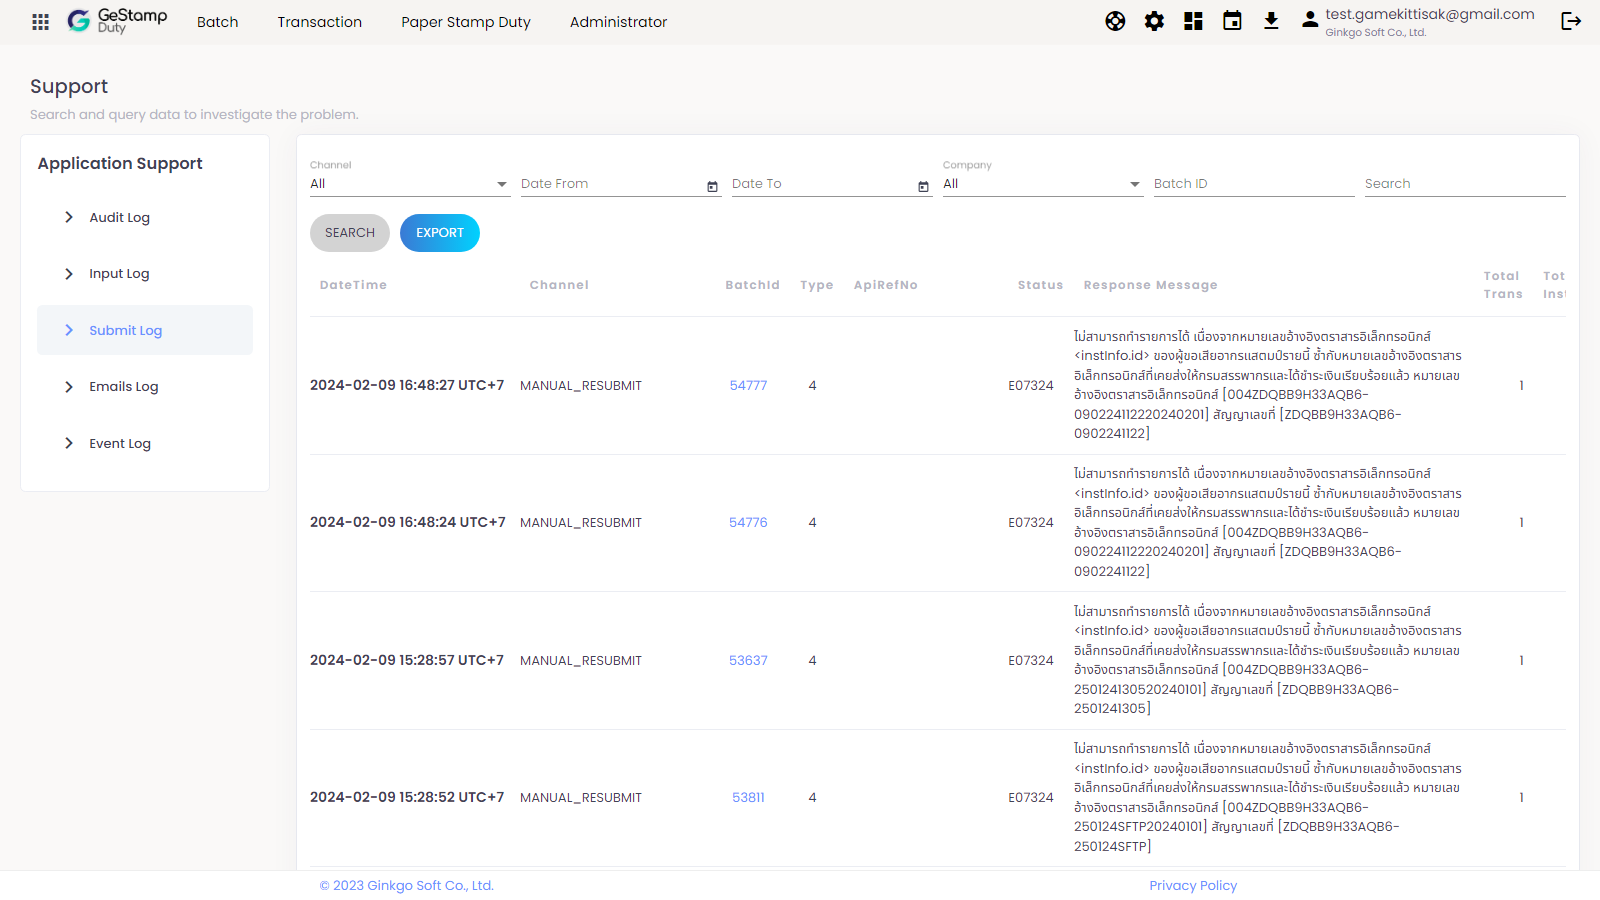 GeStamp
Duty
Batch
Transaction
Paper Stamp Duty
Administrator
test.gamekittisak@gmail.com
Ginkgo Soft Co., Ltd.
Support
Search and query data to investigate the problem.
Application Support
Audit Log
Input Log
Submit Log
Emails Log
Event Log
Channel
All
Date From
Date To
Company
All
Batch ID
Search
SEARCH
EXPORT
DateTime Channel BatchId Type ApiRefNo Status Response Message Total Trans Tot Inst
2024-02-09 16:48:27 UTC+7 MANUAL_RESUBMIT 54777 4 E07324
ไม่สามารถทำรายการได้ เนื่องจากหมายเลขอ้างอิงตราสารอิเล็กทรอนิกส์
<instInfo.id> ของผู้ขอเสียอากรแสตมป์รายนี้ ซ้ำกับหมายเลขอ้างอิงตราสาร
อิเล็กทรอนิกส์ที่เคยส่งให้กรมสรรพากรและได้ชำระเงินเรียบร้อยแล้ว หมายเลข
อ้างอิงตราสารอิเล็กทรอนิกส์ [004ZDQBB9H33AQB6-
090224112220240201] สัญญาเลขที่ [ZDQBB9H33AQB6-
0902241122]
1
2024-02-09 16:48:24 UTC+7 MANUAL_RESUBMIT 54776 4 E07324
ไม่สามารถทำรายการได้ เนื่องจากหมายเลขอ้างอิงตราสารอิเล็กทรอนิกส์
<instInfo.id> ของผู้ขอเสียอากรแสตมป์รายนี้ ซ้ำกับหมายเลขอ้างอิงตราสาร
อิเล็กทรอนิกส์ที่เคยส่งให้กรมสรรพากรและได้ชำระเงินเรียบร้อยแล้ว หมายเลข
อ้างอิงตราสารอิเล็กทรอนิกส์ [004ZDQBB9H33AQB6-
090224112220240201] สัญญาเลขที่ [ZDQBB9H33AQB6-
0902241122]
1
2024-02-09 15:28:57 UTC+7 MANUAL_RESUBMIT 53637 4 E07324
ไม่สามารถทำรายการได้ เนื่องจากหมายเลขอ้างอิงตราสารอิเล็กทรอนิกส์
<instInfo.id> ของผู้ขอเสียอากรแสตมป์รายนี้ ซ้ำกับหมายเลขอ้างอิงตราสาร
อิเล็กทรอนิกส์ที่เคยส่งให้กรมสรรพากรและได้ชำระเงินเรียบร้อยแล้ว หมายเลข
อ้างอิงตราสารอิเล็กทรอนิกส์ [004ZDQBB9H33AQB6-
250124130520240101] สัญญาเลขที่ [ZDQBB9H33AQB6-
2501241305]
1
2024-02-09 15:28:52 UTC+7 MANUAL_RESUBMIT 53811 4 E07324
ไม่สามารถทำรายการได้ เนื่องจากหมายเลขอ้างอิงตราสารอิเล็กทรอนิกส์
<instInfo.id> ของผู้ขอเสียอากรแสตมป์รายนี้ ซ้ำกับหมายเลขอ้างอิงตราสาร
อิเล็กทรอนิกส์ที่เคยส่งให้กรมสรรพากรและได้ชำระเงินเรียบร้อยแล้ว หมายเลข
อ้างอิงตราสารอิเล็กทรอนิกส์ [004ZDQBB9H33AQB6-
250124SFTP20240101] สัญญาเลขที่ [ZDQBB9H33AQB6-
250124SFTP]
1
© 2023 Ginkgo Soft Co., Ltd.
Privacy Policy